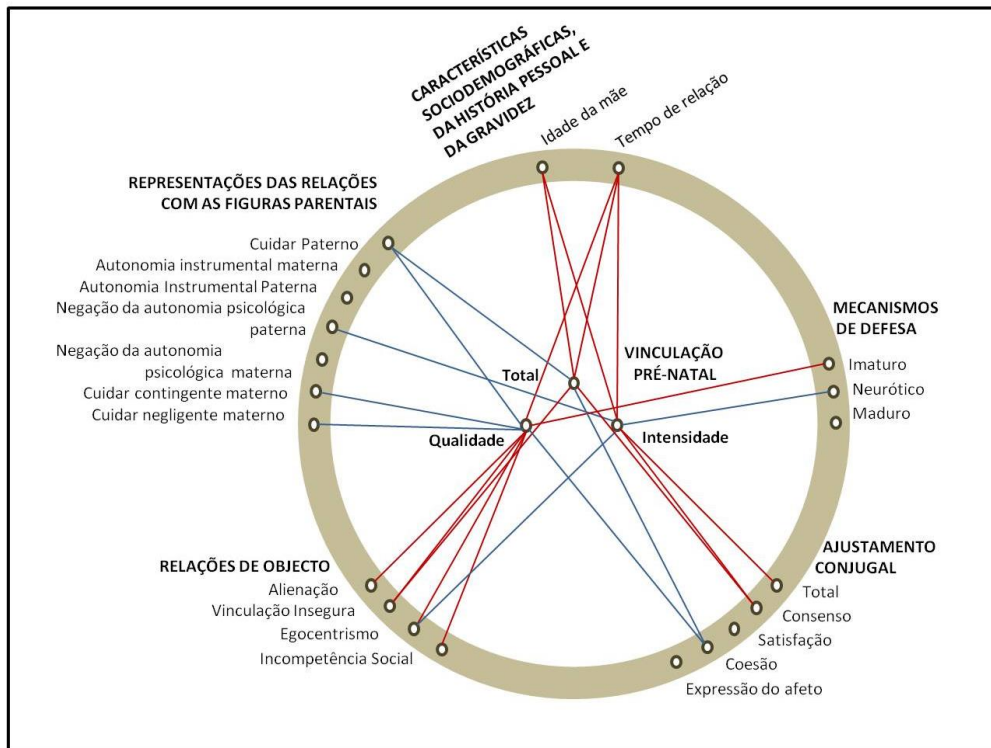 CARACTERÍSTICAS
SOCIODEMOGRÁFICAS,
DA HISTÓRIA PESSOAL E
DA GRAVIDEZ
Idade da mãe
Tempo de relação
REPRESENTAÇÕES DAS RELAÇÕES
COM AS FIGURAS PARENTAIS
Cuidar Paterno
Autonomia instrumental materna
Autonomia Instrumental Paterna
Negação da autonomia psicológica
paterna
Negação da autonomia
psicológica materna
Cuidar contingente materno
Cuidar negligente materno
MECANISMOS
DE DEFESA
Imaturo
Neurótico
Maduro
VINCULAÇÃO
PRÉ-NATAL
Total
Qualidade
Intensidade
RELAÇÕES DE OBJECTO
Alienação
Vinculação Insegura
Egocentrismo
Incompetência Social
AJUSTAMENTO
CONJUGAL
Total
Consenso
Satisfação
Coesão
Expressão do afeto